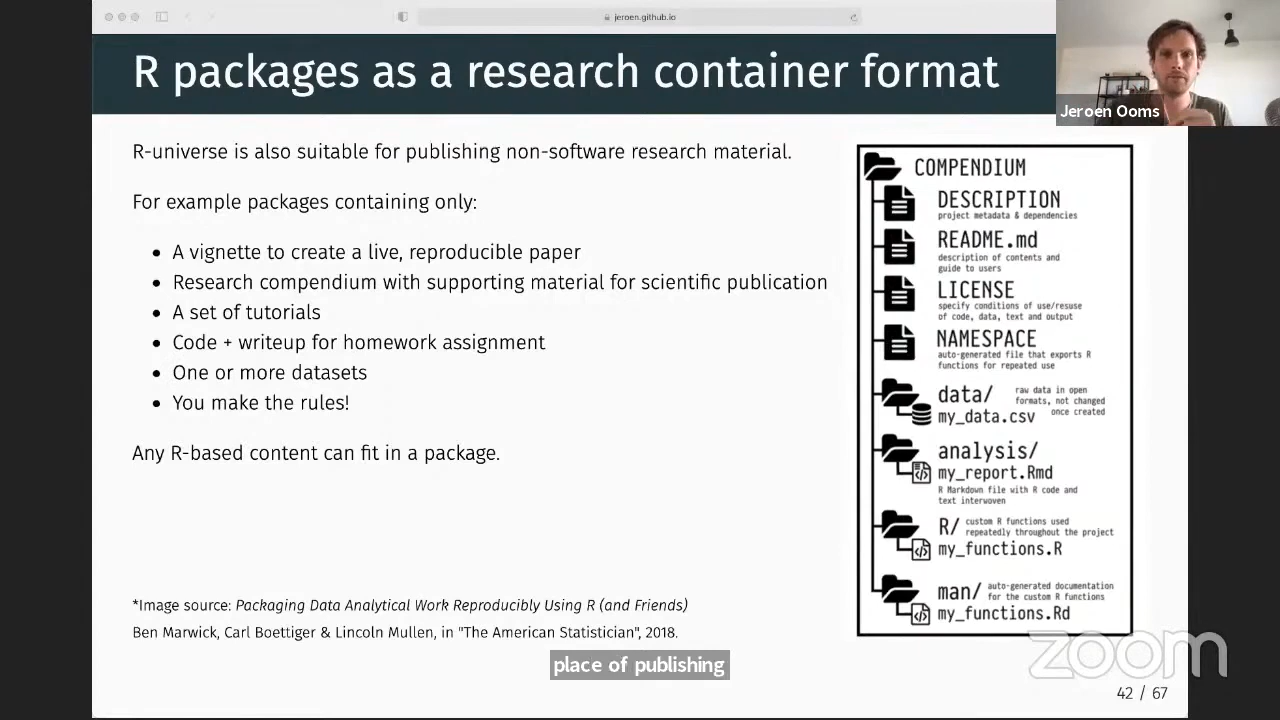 jeroen.github.io
R packages as a research container format
Jeroen Ooms
R-universe is also suitable for publishing non-software research material.
For example packages containing only:
• A vignette to create a live, reproducible paper
• Research compendium with supporting material for scientific publication
• A set of tutorials
• Code + writeup for homework assignment
• One or more datasets
• You make the rules!
Any R-based content can fit in a package.
*Image source: Packaging Data Analytical Work Reproducibly Using R (and Friends)
Ben Marwick, Carl Boettiger & Lincoln Mullen, in "The American Statistician", 2018.
COMPENDIUM
DESCRIPTION
project metadata & dependencies
README.md
description of contents and
guide to users
LICENSE
specify conditions of use/resuse
of code, data, text and output
NAMESPACE
auto-generated file that exports R
functions for repeated use
data/
raw data in open
formats, not changed
once created
my_data.csv
analysis/
my_report.Rmd
R Markdown file with R code and
text interwoven
R/
custom R functions used
repeatedly throughout the project
my_functions.R
man/
auto-generated documentation
for the custom R functions
my_functions.Rd
place of publishing
zoom
42 / 67